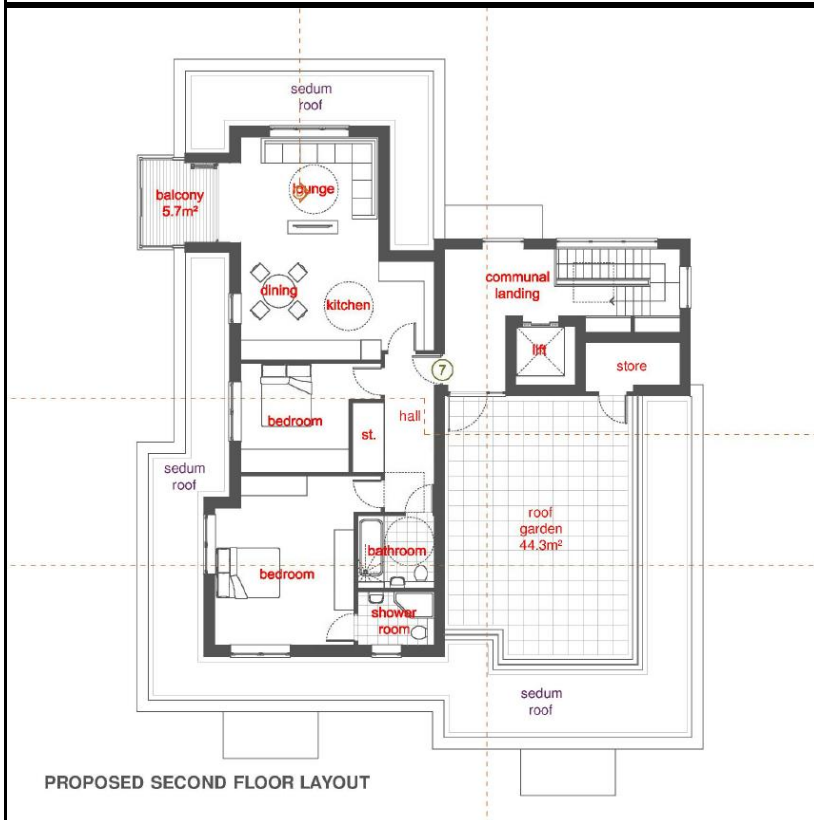 sedum
roof
lounge
balcony
5.7m²
communal
landing
dining
kitchen
lift
store
7
bedroom
hall
st.
sedum
roof
roof
garden
44.3m²
bathroom
bedroom
shower
room
sedum
roof
PROPOSED SECOND FLOOR LAYOUT